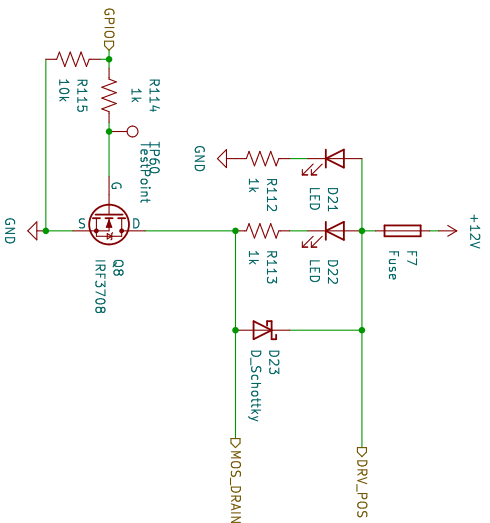 +12V
F7
Fuse
DRV_POS
D21
LED
D22
LED
R112
1k
R113
1k
D23
D_Schottky
MOS_DRAIN
GND
R114
1k
TP60
TestPoint
GPIO
G
D
S
Q8
IRF3708
R115
10k
GND